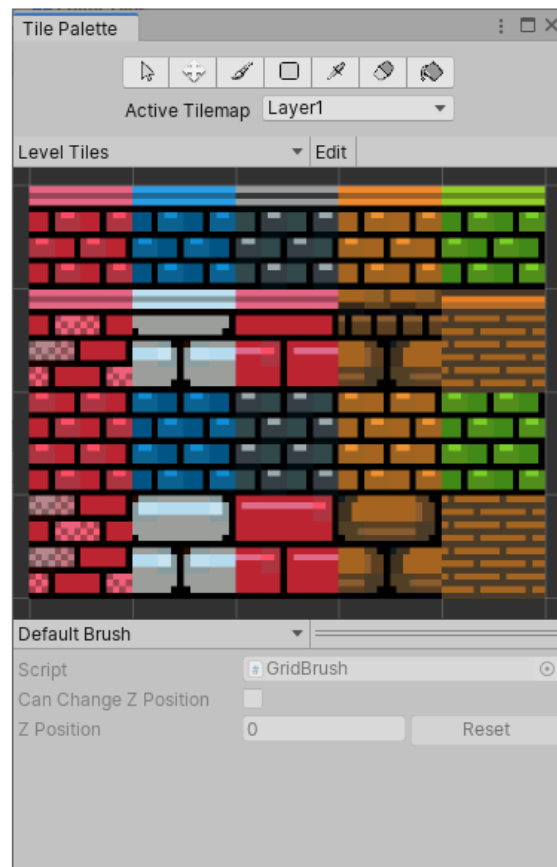 Tile Palette
Active Tilemap Layer1
Level Tiles Edit
Default Brush
Script GridBrush
Can Change Z Position
Z Position 0 Reset